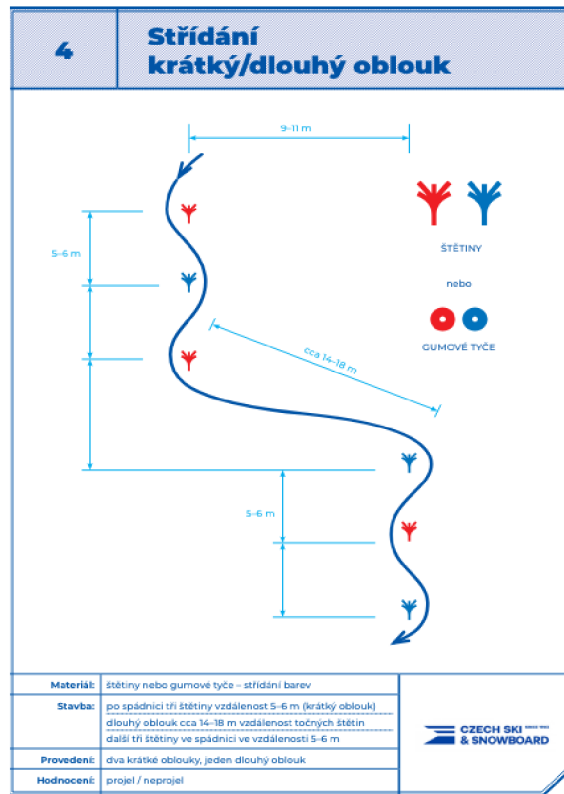 4
Střídání
krátký/dlouhý oblouk
9–11 m
5–6 m
ŠTĚTINY
nebo
GUMOVÉ TYČE
cca 14–18 m
5–6 m
Materiál: štětiny nebo gumové tyče – střídání barev
Stavba: po spádnici tři štětiny vzdálenost 5–6 m (krátký oblouk)
dlouhý oblouk cca 14–18 m vzdálenost točných štětin
další tři štětiny ve spádnici ve vzdálenosti 5–6 m
Provedení: dva krátké oblouky, jeden dlouhý oblouk
Hodnocení: projel / neprojel
CZECH SKI
& SNOWBOARD